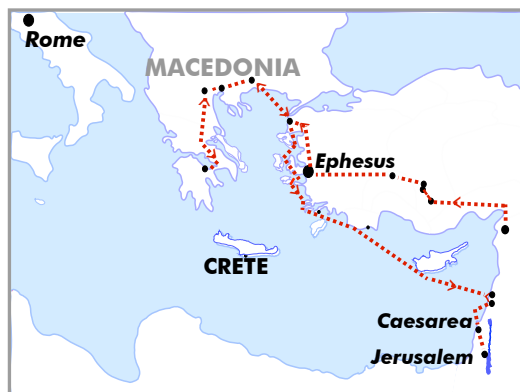 Rome
MACEDONIA
Ephesus
CRETE
Caesarea
Jerusalem